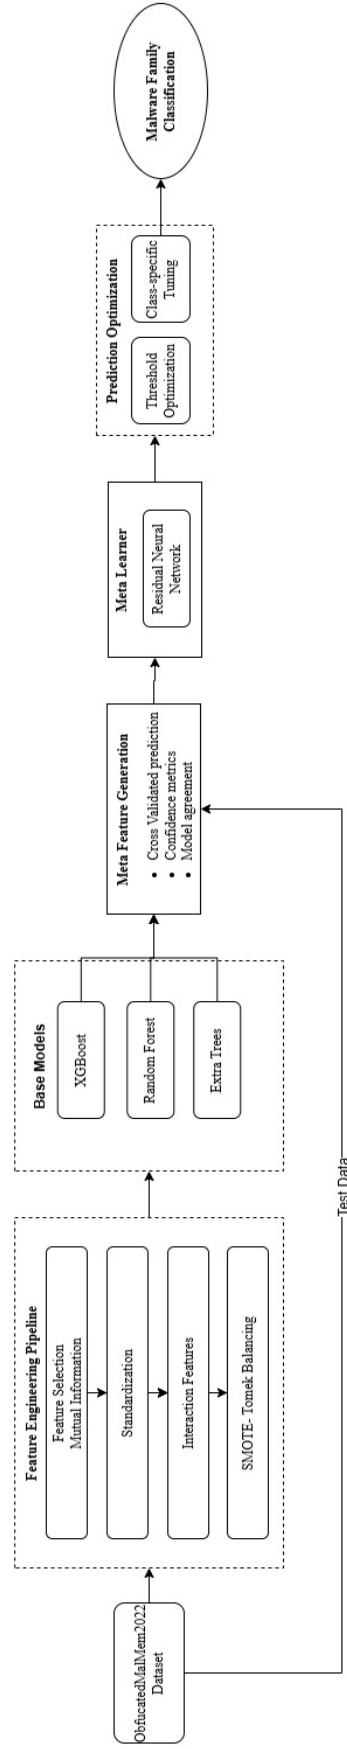 ObfucatedMalMem2022
Dataset
Feature Engineering Pipeline
Feature Selection
Mutual Information
Standardization
Interaction Features
SMOTE- Tomek Balancing
Base Models
XGBoost
Random Forest
Extra Trees
Meta Feature Generation
• Cross Validated prediction
• Confidence metrics
• Model agreement
Meta Learner
Residual Neural
Network
Prediction Optimization
Threshold
Optimization
Class-specific
Tuning
Malware Family
Classification
Test Data